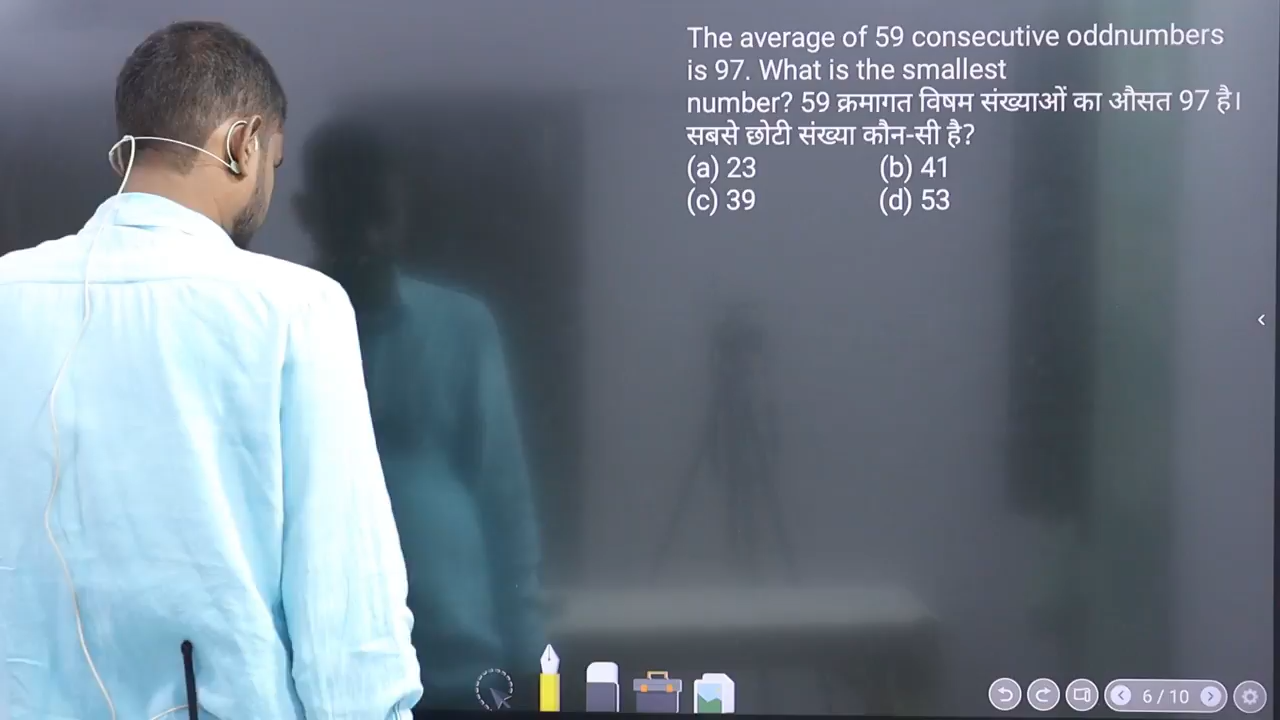 The average of 59 consecutive oddnumbers
is 97. What is the smallest
number? 59 क्रमागत विषम संख्याओं का औसत 97 है।
सबसे छोटी संख्या कौन-सी है?
(a) 23 (b) 41
(c) 39 (d) 53
6 / 10